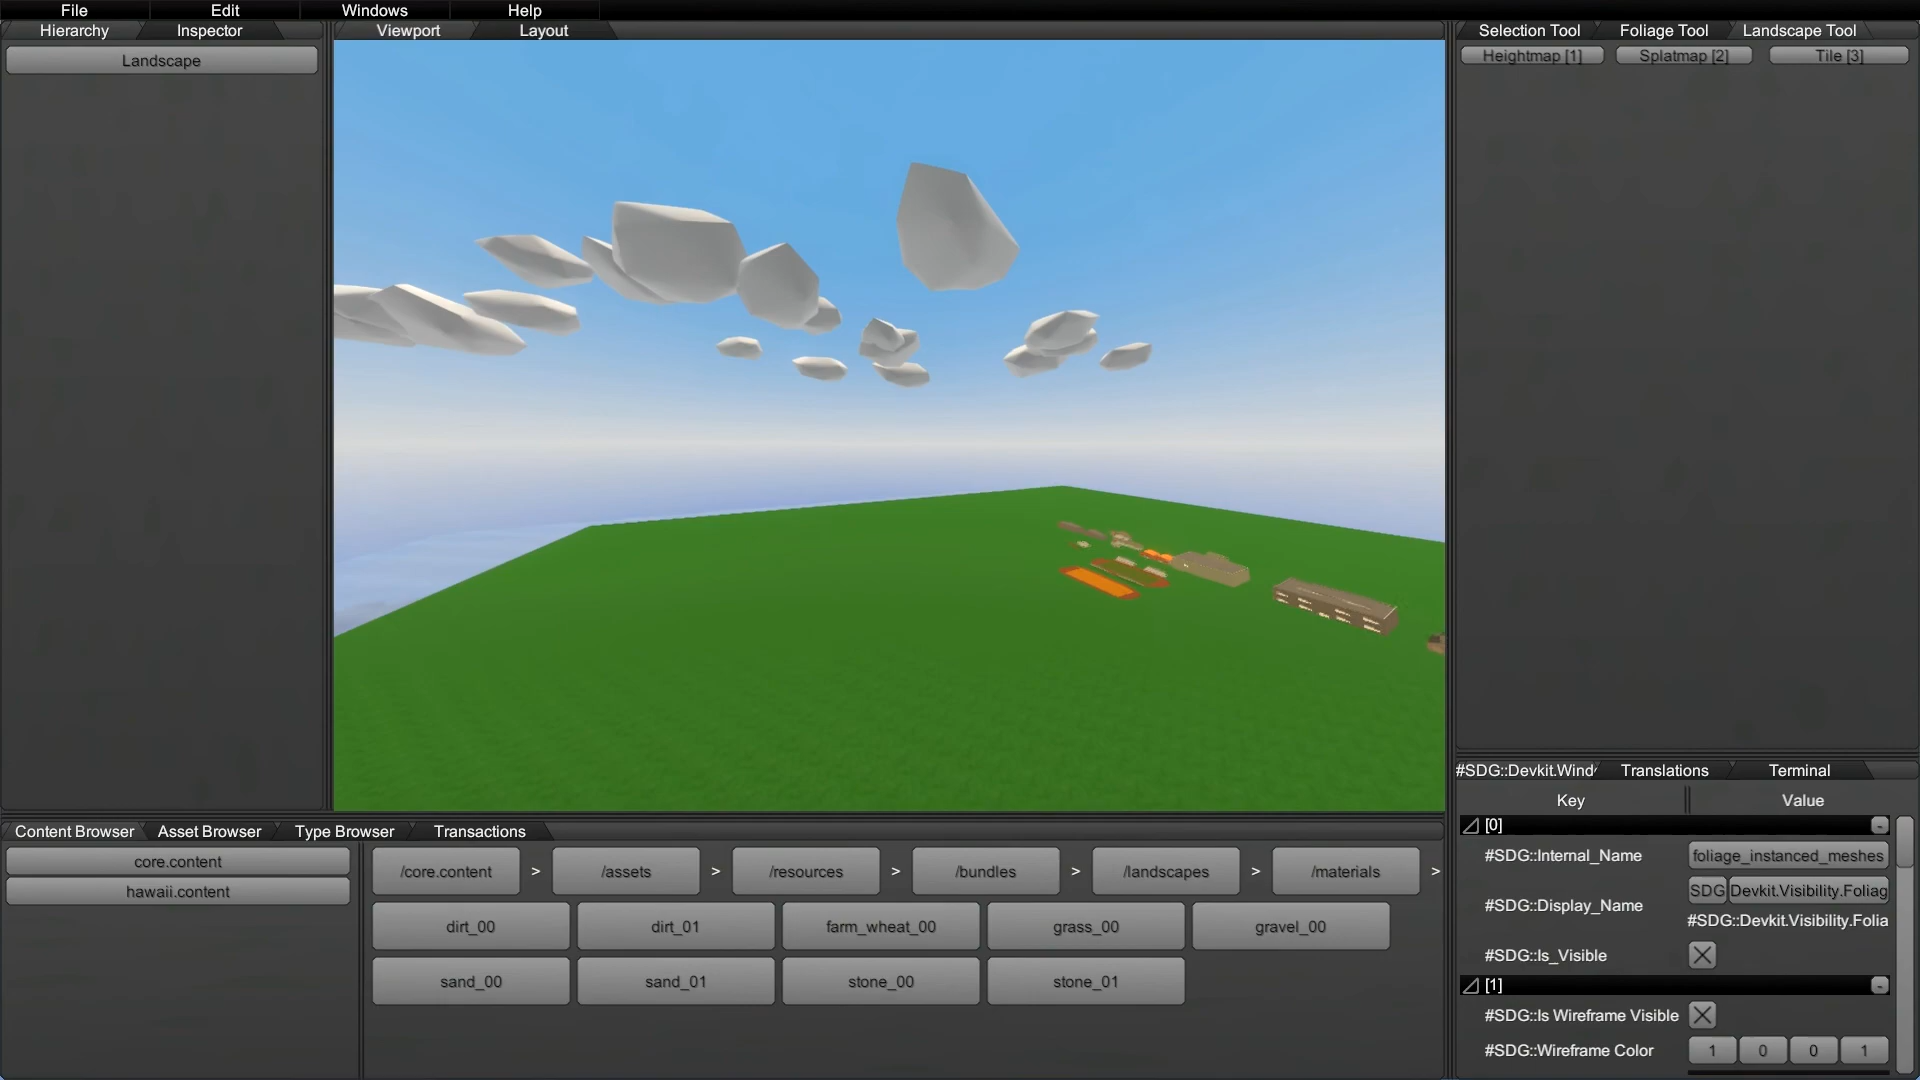 File Edit Windows Help
Hierarchy Inspector
Landscape
Viewport Layout
Selection Tool Foliage Tool Landscape Tool
Heightmap [1] Splatmap [2] Tile [3]
Content Browser Asset Browser Type Browser Transactions
core.content
hawaii.content
/core.content > /assets > /resources > /bundles > /landscapes > /materials >
dirt_00 dirt_01 farm_wheat_00 grass_00 gravel_00
sand_00 sand_01 stone_00 stone_01
#SDG::Devkit.Wind Translations Terminal
Key Value
[0] -
#SDG::Internal_Name foliage_instanced_meshes
#SDG::Display_Name SDG Devkit.Visibility.Foliag
#SDG::Devkit.Visibility.Folia
#SDG::Is_Visible
[1] -
#SDG::Is Wireframe Visible
#SDG::Wireframe Color 1 0 0 1